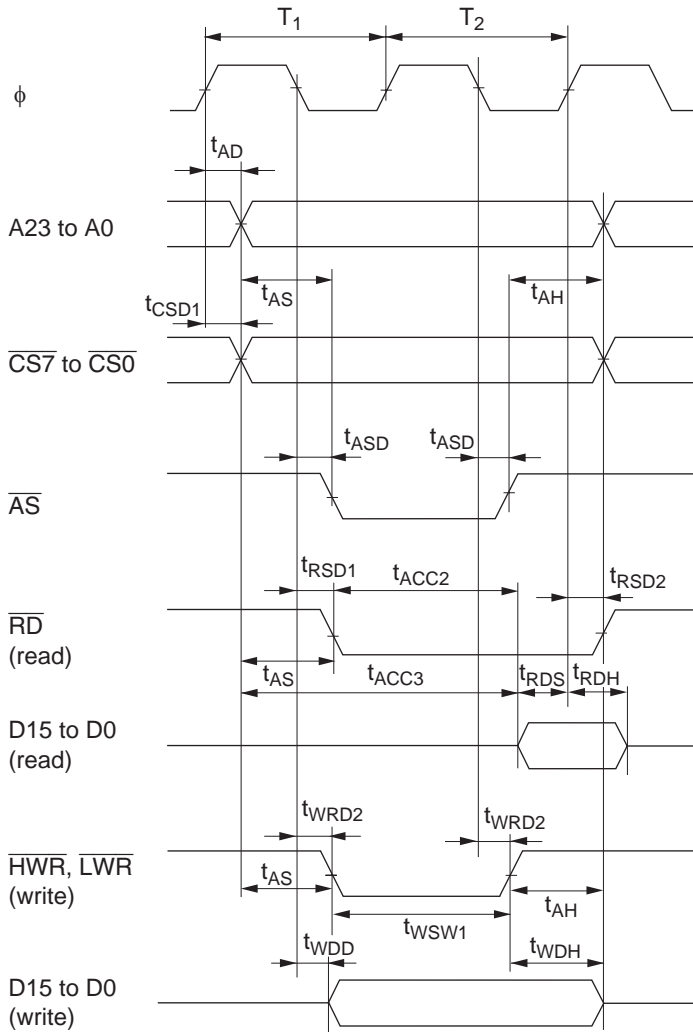 T1 T2
ϕ
tAD
A23 to A0
tAS tAH
tCSD1
CS7 to CS0
tASD tASD
AS
tRSD1 tACC2 tRSD2
RD
(read)
tAS tACC3 tRDS tRDH
D15 to D0
(read)
tWRD2 tWRD2
HWR, LWR
(write)
tAS tAH
tWSW1
tWDD tWDH
D15 to D0
(write)